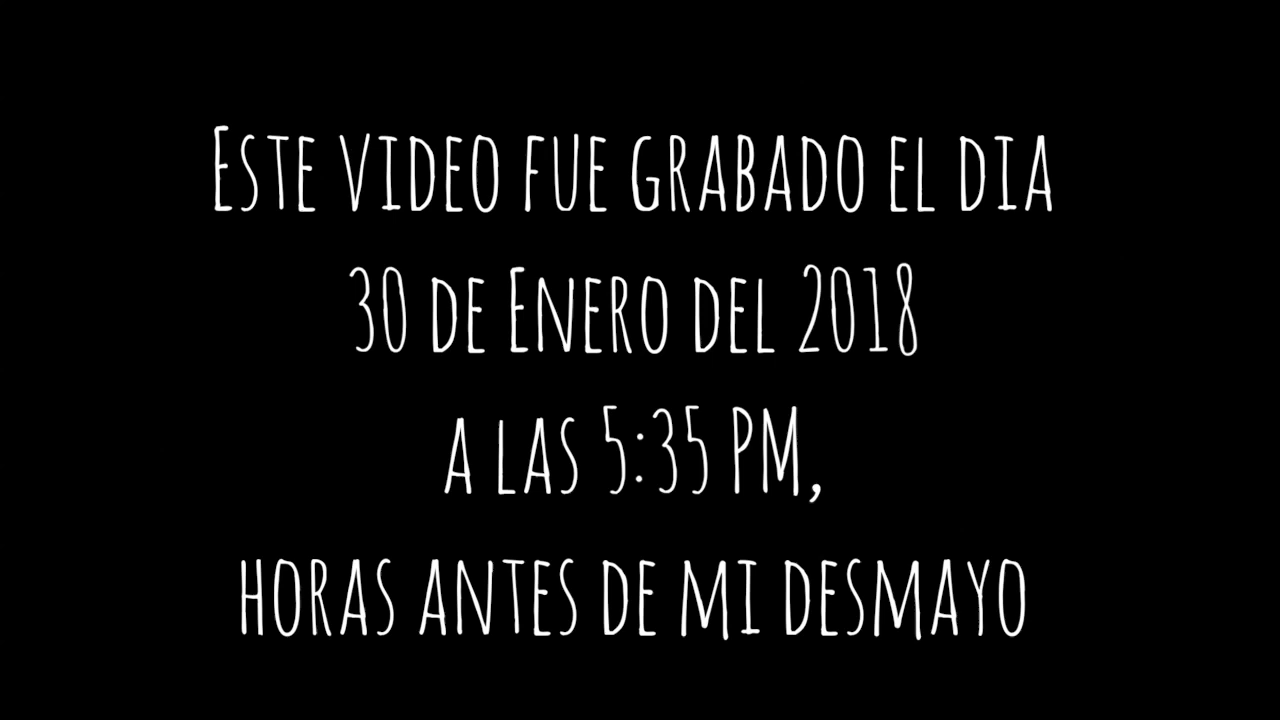 Este video fue grabado el dia
30 de Enero del 2018
a las 5:35 PM,
horas antes de mi desmayo